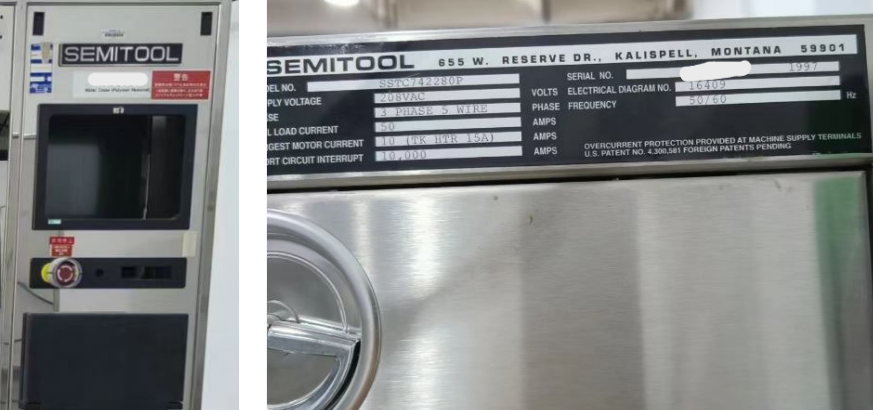 SEMITOOL
警告
SEMITOOL 655 W. RESERVE DR., KALISPELL, MONTANA 59901
DEL NO. SSTC742280P SERIAL NO. 1997
PLY VOLTAGE 208VAC VOLTS ELECTRICAL DIAGRAM NO. 16409
SE 3 PHASE 5 WIRE PHASE FREQUENCY 50/60 Hz
L LOAD CURRENT 50 AMPS
RGEST MOTOR CURRENT 10 (TK HTR 15A) AMPS
ORT CIRCUIT INTERRUPT 10,000 AMPS
OVERCURRENT PROTECTION PROVIDED AT MACHINE SUPPLY TERMINALS
U.S. PATENT NO. 4,300,581 FOREIGN PATENTS PENDING